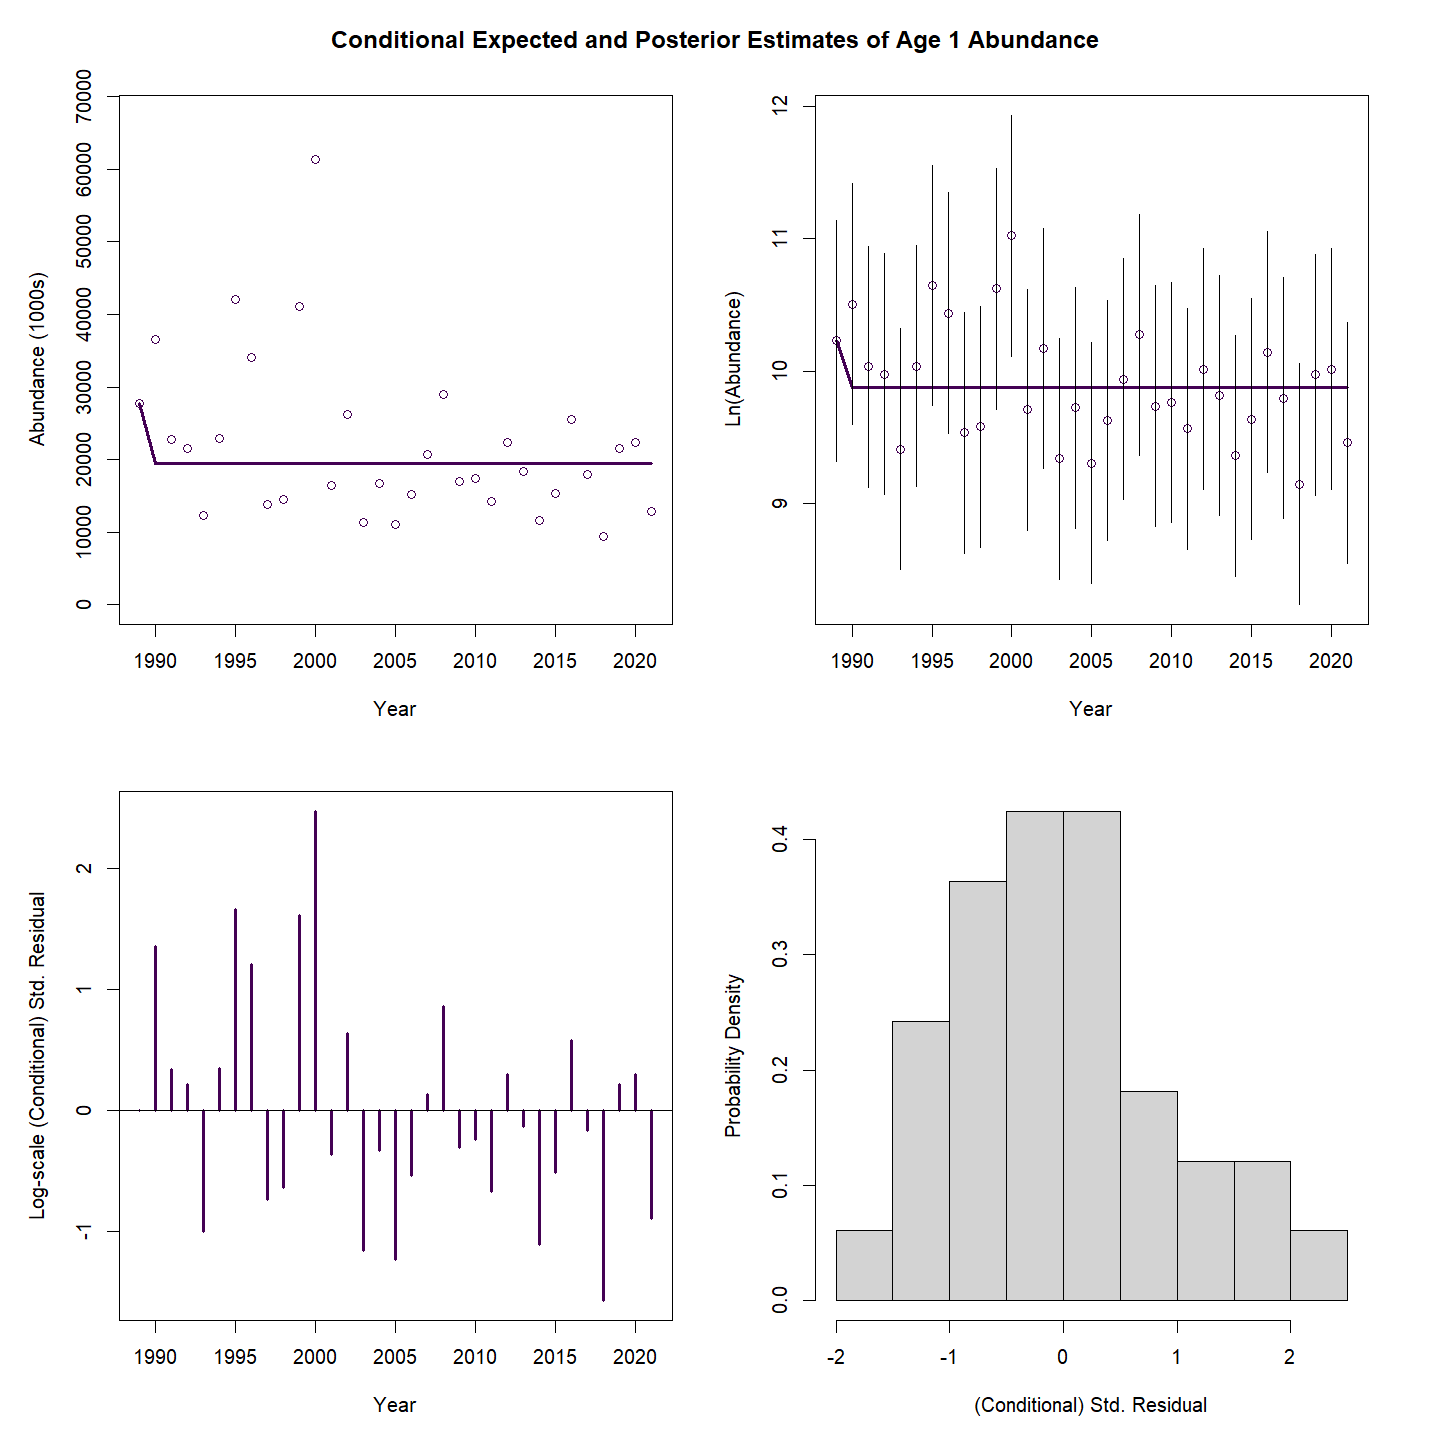 Conditional Expected and Posterior Estimates of Age 1 Abundance
Abundance (1000s)
0 10000 20000 30000 40000 50000 60000 70000
1990 1995 2000 2005 2010 2015 2020
Year
Ln(Abundance)
9 10 11 12
1990 1995 2000 2005 2010 2015 2020
Year
Log-scale (Conditional) Std. Residual
-1 0 1 2
1990 1995 2000 2005 2010 2015 2020
Year
Probability Density
0.0 0.1 0.2 0.3 0.4
-2 -1 0 1 2
(Conditional) Std. Residual